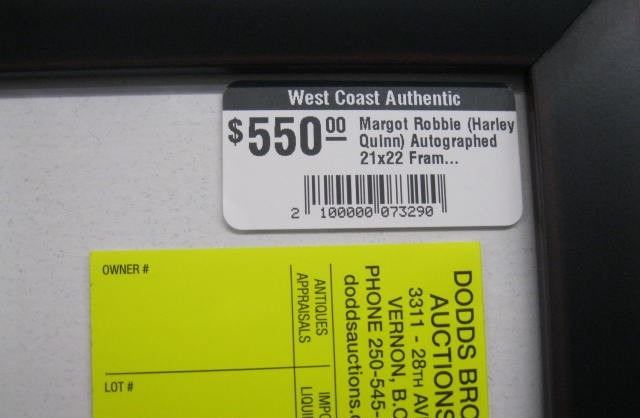 West Coast Authentic
$550.00 Margot Robbie (Harley
Quinn) Autographed
21x22 Fram...
2 100000 073290
OWNER #
LOT #
ANTIQUES
APPRAISALS
DODDS BRO
AUCTIONS
3311 - 28TH AV
VERNON, B.C
PHONE 250-545-
doddsauctions.c